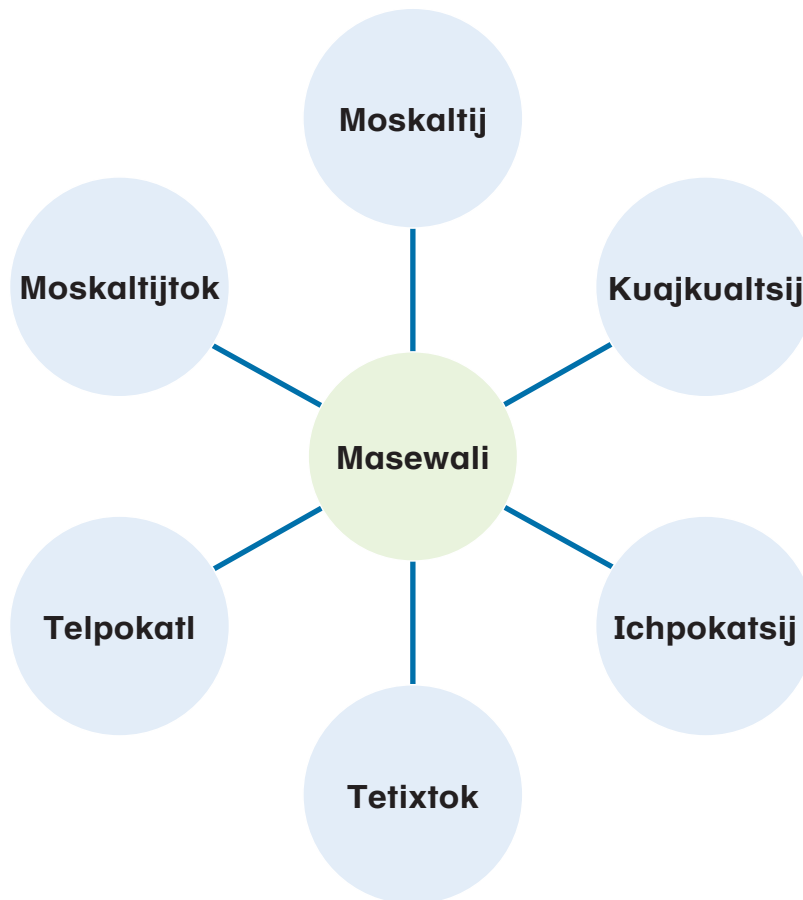 Moskaltij
Moskaltijtok
Kuajkualtsij
Masewali
Telpokatl
Ichpokatsij
Tetixtok